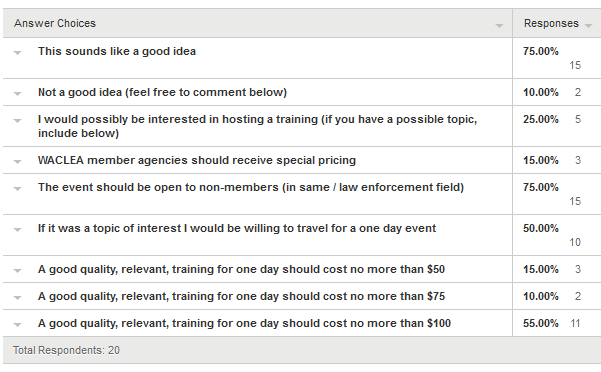 Answer Choices Responses
This sounds like a good idea 75.00%
15
Not a good idea (feel free to comment below) 10.00% 2
I would possibly be interested in hosting a training (if you have a possible topic, 25.00% 5
include below)
WACLEA member agencies should receive special pricing 15.00% 3
The event should be open to non-members (in same / law enforcement field) 75.00%
15
If it was a topic of interest I would be willing to travel for a one day event 50.00%
10
A good quality, relevant, training for one day should cost no more than $50 15.00% 3
A good quality, relevant, training for one day should cost no more than $75 10.00% 2
A good quality, relevant, training for one day should cost no more than $100 55.00% 11
Total Respondents: 20